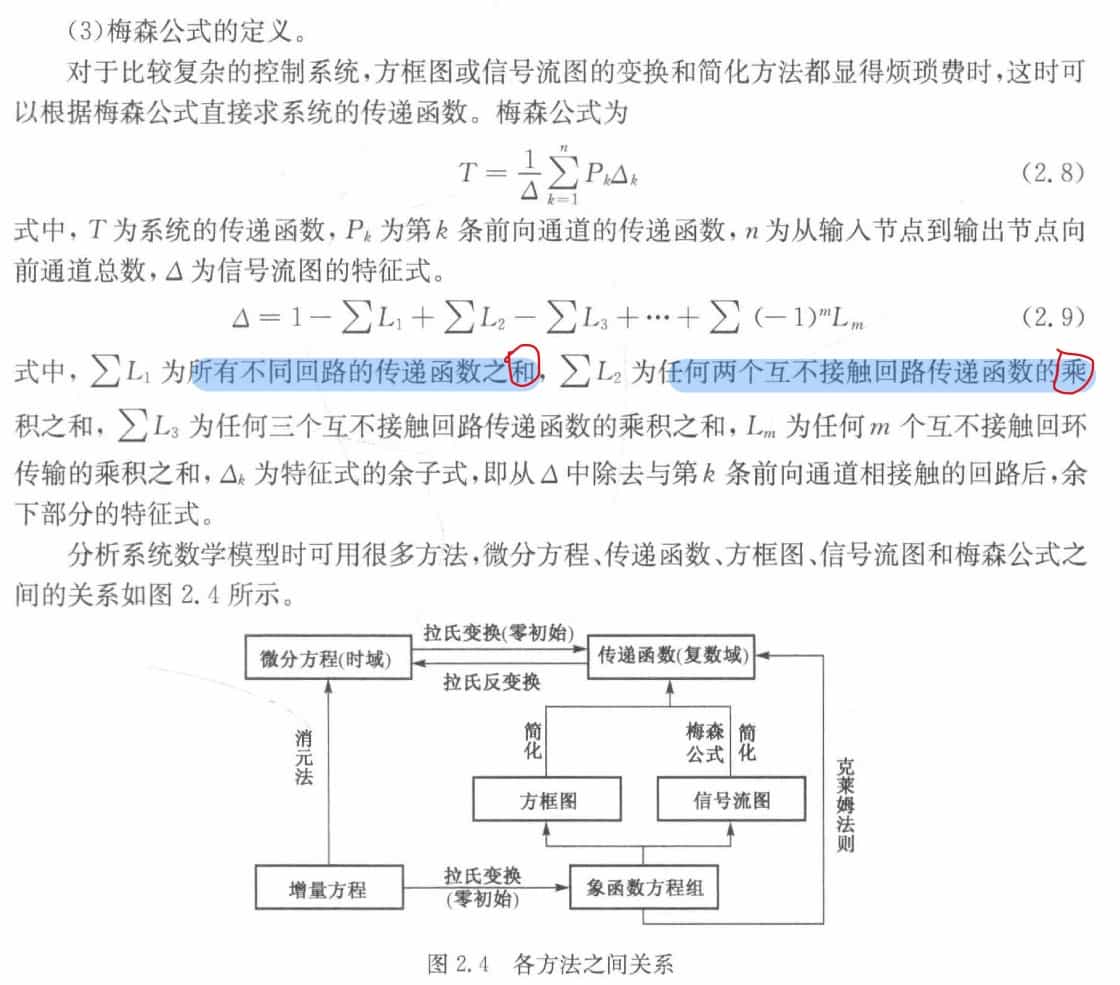 (3)梅森公式的定义。
对于比较复杂的控制系统,方框图或信号流图的变换和简化方法都显得烦琐费时,这时可
以根据梅森公式直接求系统的传递函数。梅森公式为
T = \frac{1}{Δ} \sum_{k=1}^{n} P_kΔ_k (2.8)
式中, T 为系统的传递函数, P_k 为第 k 条前向通道的传递函数, n 为从输入节点到输出节点向
前通道总数, Δ 为信号流图的特征式。
Δ = 1 − ∑L_1 + ∑L_2 − ∑L_3 + ⋯ + ∑ (−1)^m L_m (2.9)
式中, ∑L_1 为所有不同回路的传递函数之和, ∑L_2 为任何两个互不接触回路传递函数的乘
积之和, ∑L_3 为任何三个互不接触回路传递函数的乘积之和, L_m 为任何 m 个互不接触回环
传输的乘积之和, Δ_k 为特征式的余子式,即从 Δ 中除去与第 k 条前向通道相接触的回路后,余
下部分的特征式。
分析系统数学模型时可用很多方法,微分方程、传递函数、方框图、信号流图和梅森公式之
间的关系如图 2.4 所示。
微分方程(时域)
拉氏变换(零初始)
拉氏反变换
传递函数(复数域)
消元法
简化
梅森
公式
简化
克莱姆法则
方框图
信号流图
增量方程
拉氏变换
(零初始)
象函数方程组
图 2.4 各方法之间关系